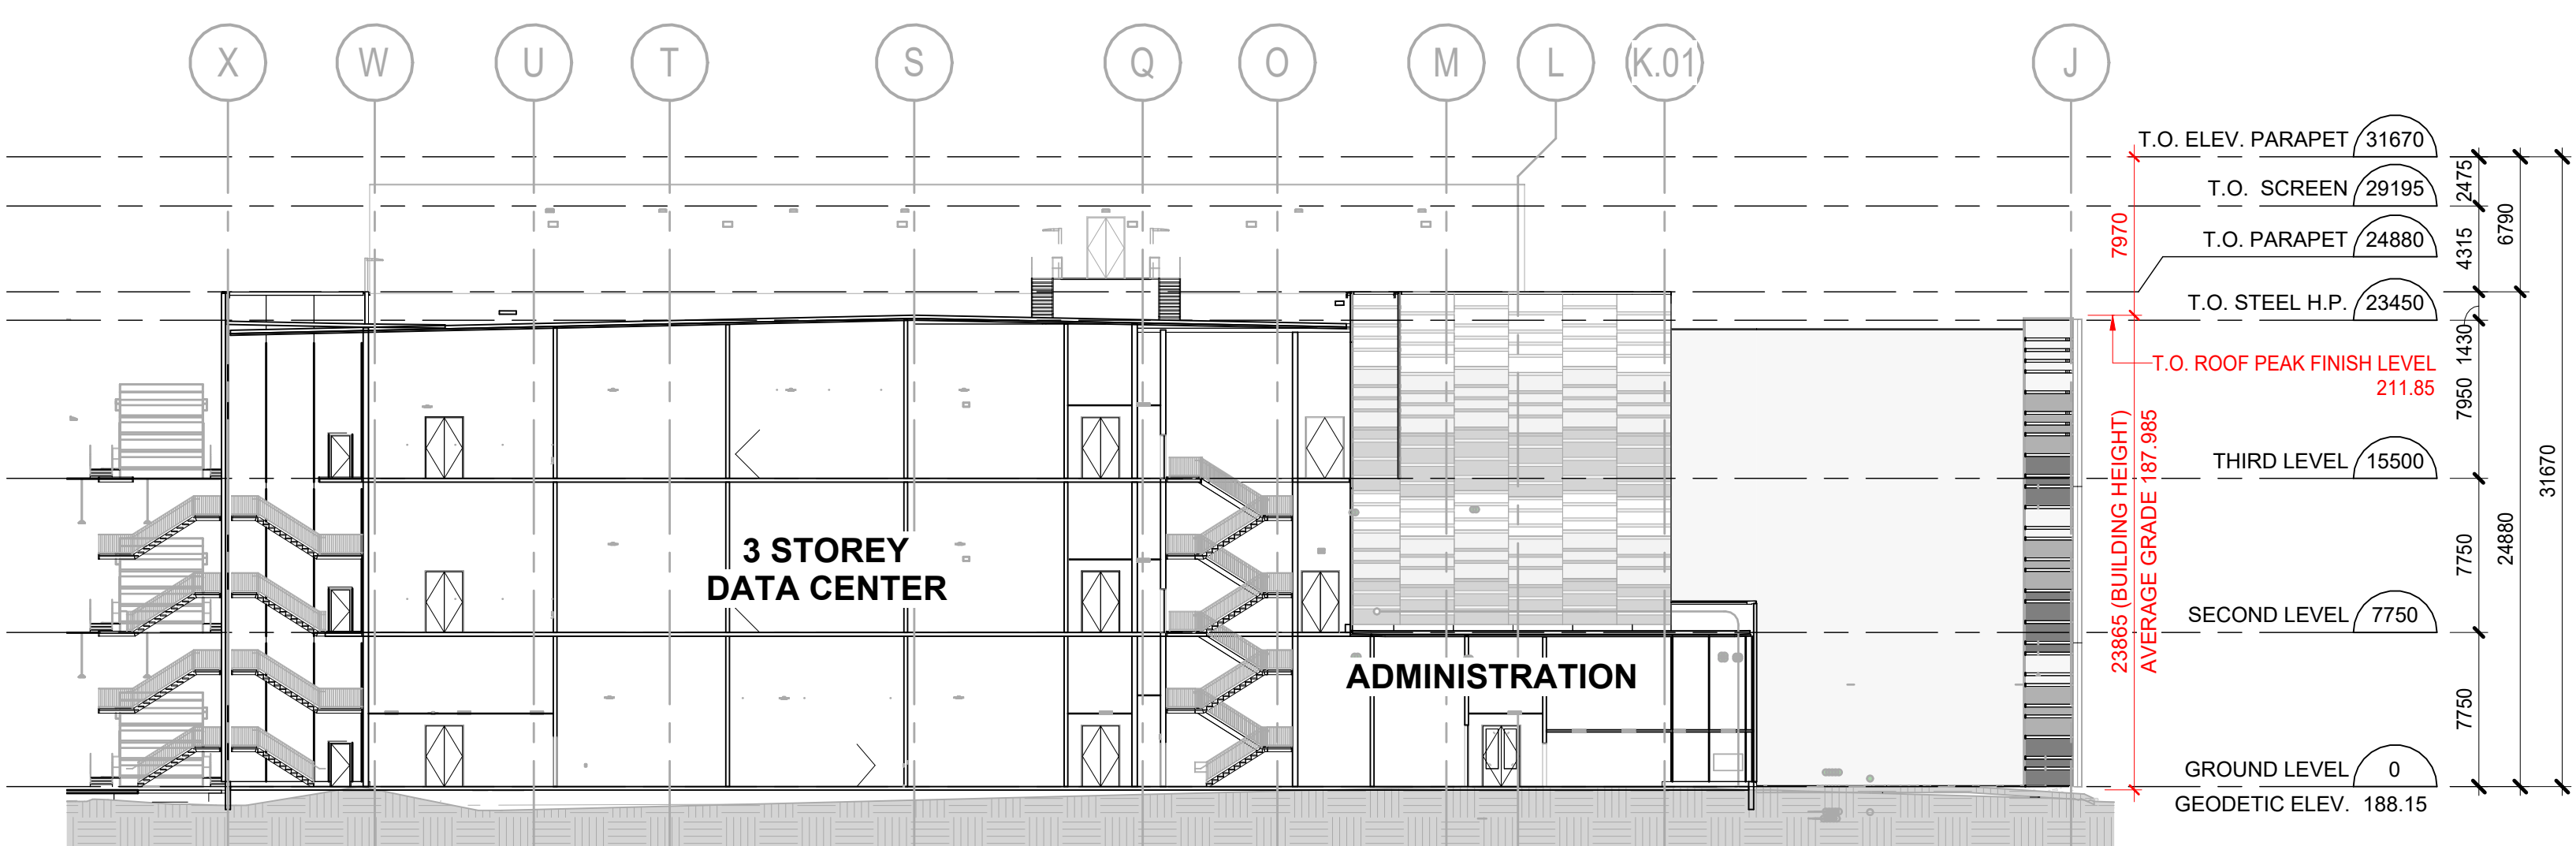 X W U T S Q O M L K.01 J
T.O. ELEV. PARAPET 31670
T.O. SCREEN 29195
T.O. PARAPET 24880
T.O. STEEL H.P. 23450
T.O. ROOF PEAK FINISH LEVEL
211.85
THIRD LEVEL 15500
SECOND LEVEL 7750
GROUND LEVEL 0
GEODETIC ELEV. 188.15
7970
23865 (BUILDING HEIGHT)
AVERAGE GRADE 187.985
2475
4315
1430
7950
7750
7750
6790
24880
31670
3 STOREY
DATA CENTER
ADMINISTRATION